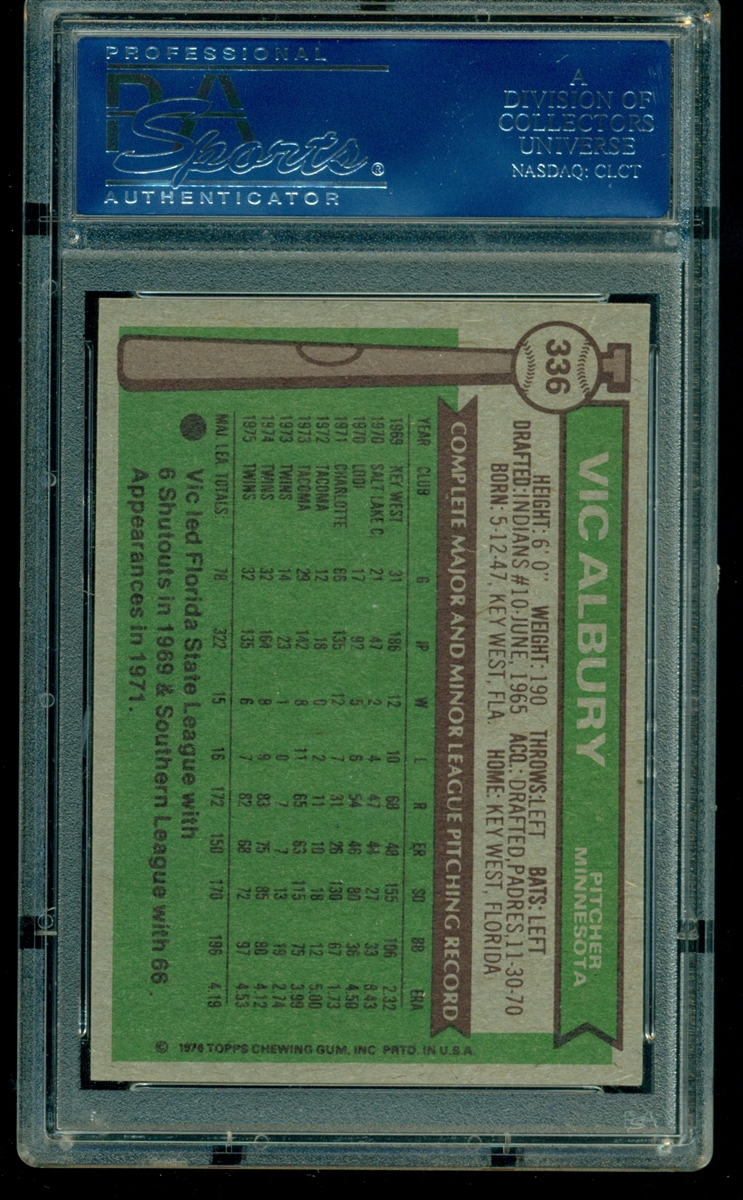 PROFESSIONAL
PSA
Sports®
AUTHENTICATOR
A
DIVISION OF
COLLECTORS
UNIVERSE
NASDAQ: CLCT
336
VIC ALBURY
PITCHER
MINNESOTA
HEIGHT: 6' 0" WEIGHT: 190 THROWS: LEFT BATS: LEFT
DRAFTED: INDIANS #10-JUNE, 1965 ACQ.: DRAFTED, PADRES 11-30-70
BORN: 5-12-47, KEY WEST, FLA. HOME: KEY WEST, FLORIDA
COMPLETE MAJOR AND MINOR LEAGUE PITCHING RECORD
YEAR CLUB G IP W L R ER SO BB ERA
1969 KEY WEST 31 186 12 10 68 48 155 106 2.32
1970 SALT LAKE C. 21 47 2 4 47 44 27 33 8.43
1970 LODI 17 92 5 6 54 46 80 36 4.50
1971 CHARLOTTE 66 135 12 7 31 26 130 67 1.73
1972 TACOMA 12 18 0 2 11 10 18 12 5.00
1973 TACOMA 29 142 8 11 65 63 115 75 3.99
1973 TWINS 14 23 1 0 7 7 13 19 2.74
1974 TWINS 32 164 8 9 83 75 85 80 4.12
1975 TWINS 32 135 6 7 82 68 72 97 4.53
MAJ. LEA. TOTALS: 78 322 15 16 172 150 170 196 4.19
Vic led Florida State League with
6 Shutouts in 1969 & Southern League with 66
Appearances in 1971.
© 1976 TOPPS CHEWING GUM, INC. PRTD. IN U.S.A.